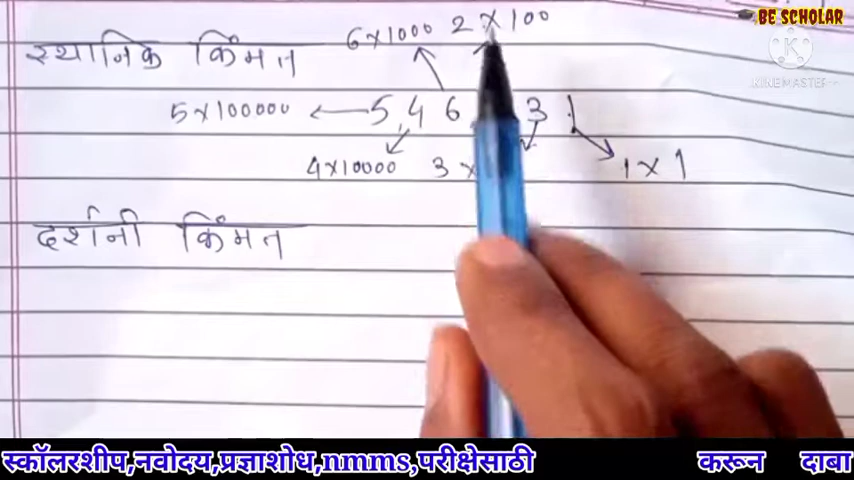 BE SCHOLAR
6×1000 2×100
स्थानिक किंमत
KINEMASTER
5×100000 5,4 6 3 1
4×10000 3× 1×1
दर्शनी किंमत
स्कॉलरशीप,नवोदय,प्रज्ञाशोध,nmms,परीक्षेसाठी करून दाबा